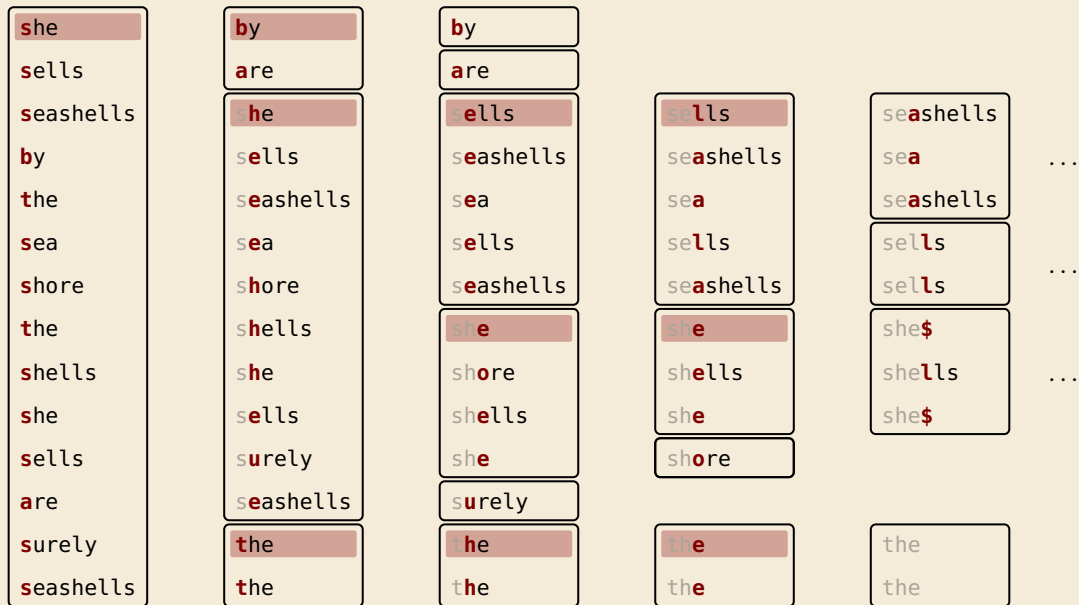 she by by
sells are are
seashells she sells sells seashells
by sells seashells seashells sea ...
the seashells sea sea seashells
sea sea sells sells sells ...
shore shore seashells seashells sells
the shells she she she$
shells she shore shells shells ...
she sells shells she she$
sells surely she shore
are seashells surely
surely the the the the
seashells the the the the